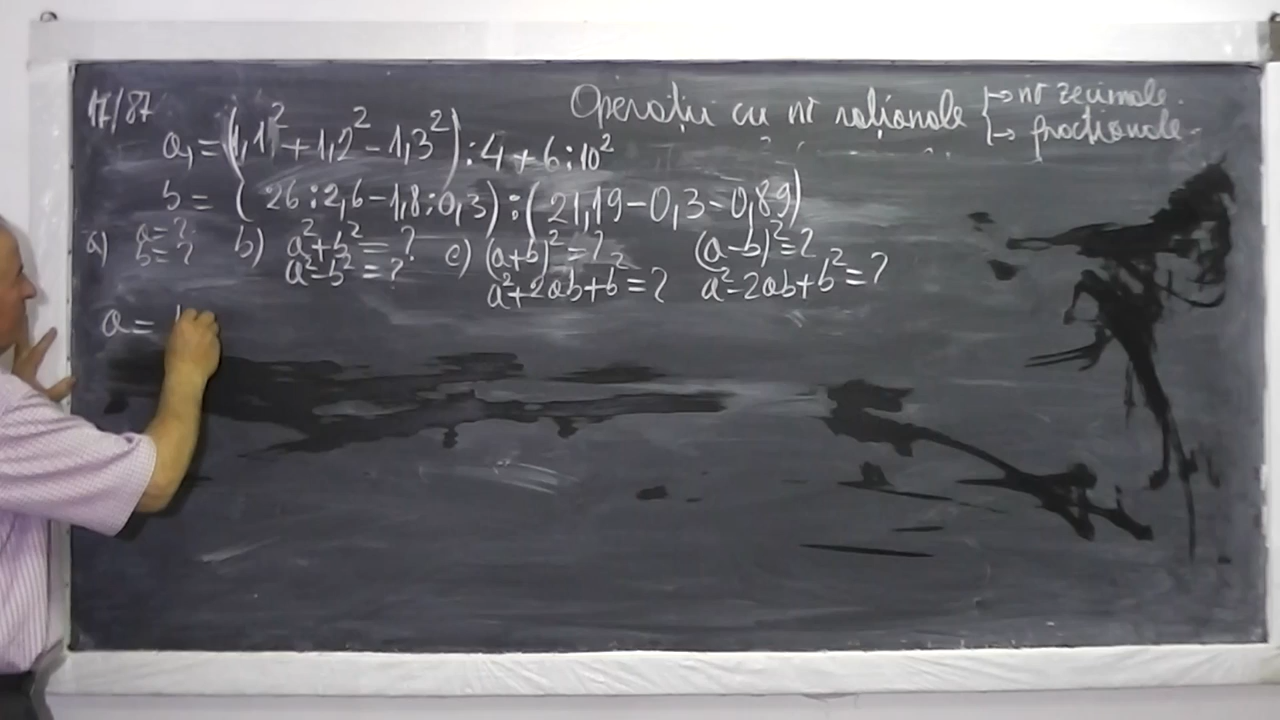 17/87
Operații cu nr raționale → nr zecimale.
→ fracționale.
a, = (1,1² + 1,2² - 1,3²) : 4 + 6 : 10²
b = (26 : 2,6 - 1,8 : 0,3) : (21,19 - 0,3 - 0,89)
a) a = ? b) a² + b² = ? c) (a+b)² = ? (a-b)² = ?
b = ? a² - b² = ? a² + 2ab + b² = ? a² - 2ab + b² = ?
a =